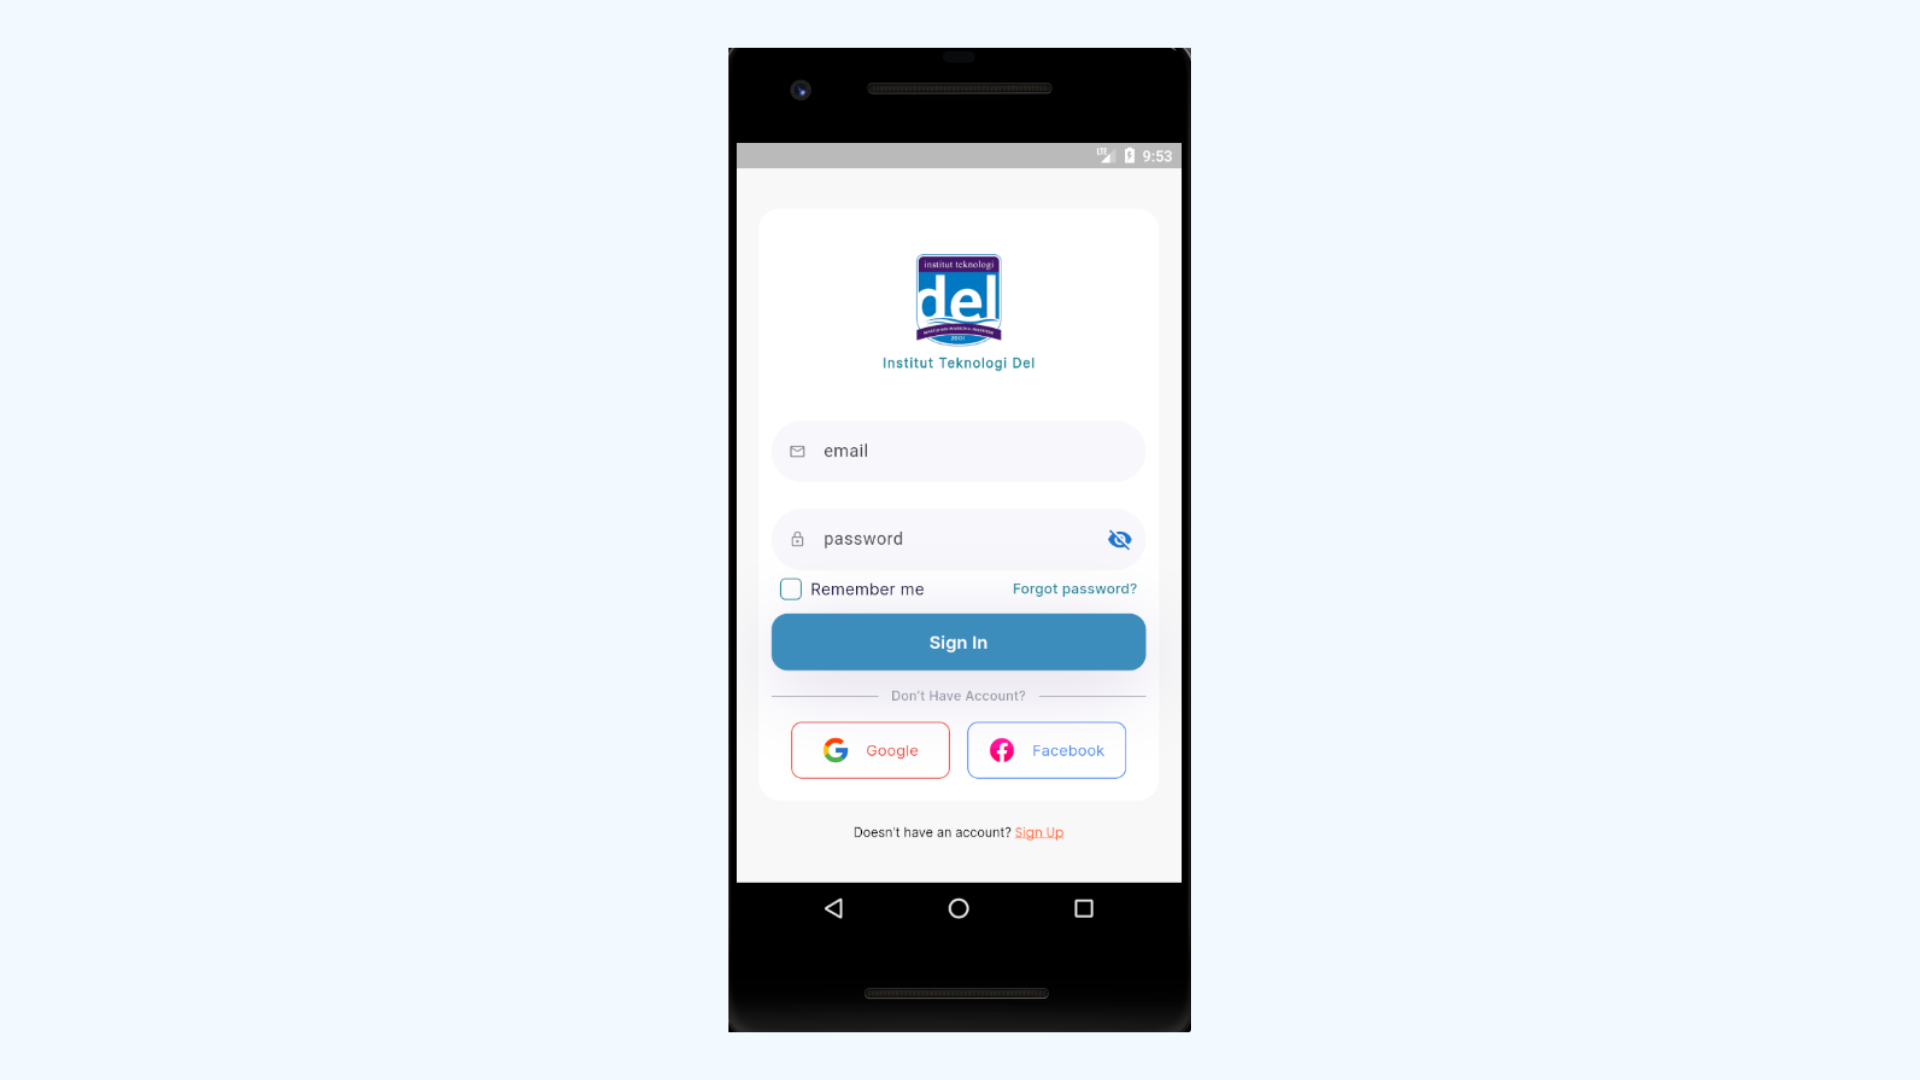 LTE 9:53
institut teknologi
del
2001
Institut Teknologi Del
email
password
Remember me Forgot password?
Sign In
Don't Have Account?
Google Facebook
Doesn't have an account? Sign Up